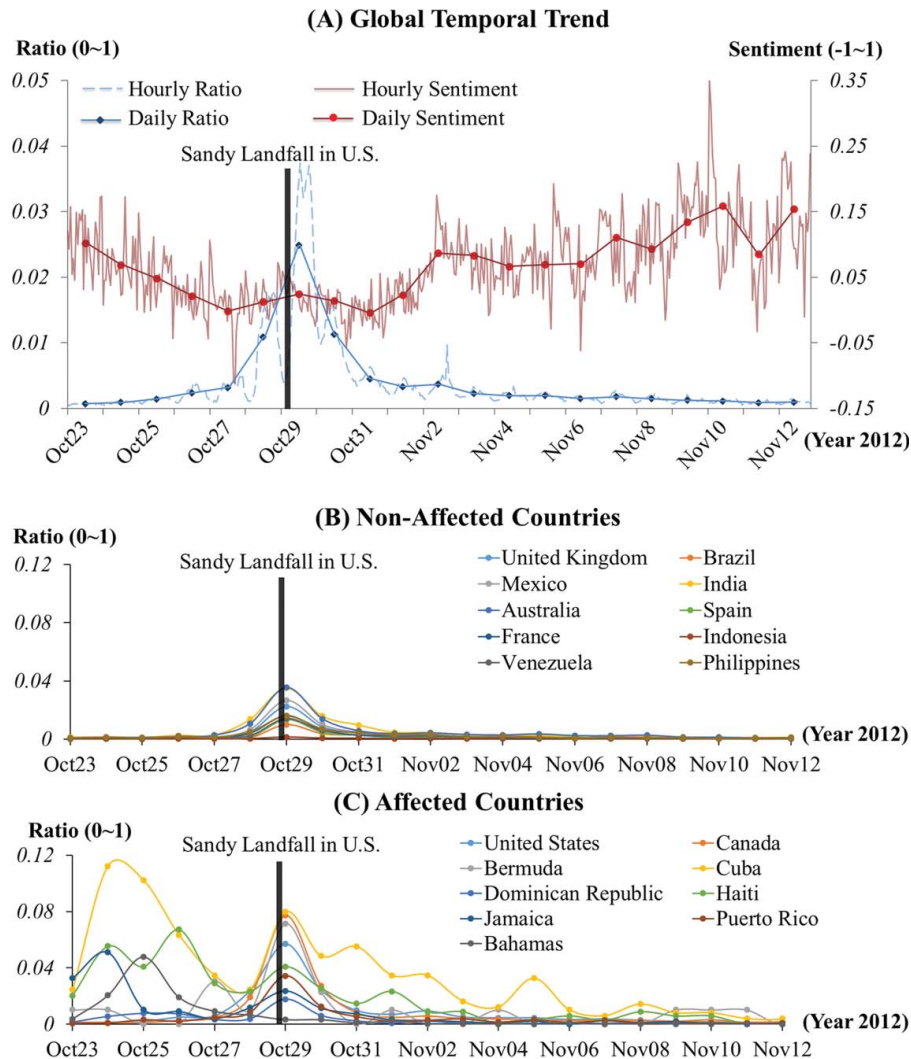 (A) Global Temporal Trend
Ratio (0~1) Sentiment (-1~1)
0.05 0.35
Hourly Ratio Hourly Sentiment
Daily Ratio Daily Sentiment
0.04 0.25
Sandy Landfall in U.S.
0.03 0.15
0.02 0.05
0.01 -0.05
0 -0.15
Oct23 Oct25 Oct27 Oct29 Oct31 Nov2 Nov4 Nov6 Nov8 Nov10 Nov12 (Year 2012)
(B) Non-Affected Countries
Ratio (0~1)
0.12
Sandy Landfall in U.S.
United Kingdom Brazil
Mexico India
Australia Spain
France Indonesia
Venezuela Philippines
0.08
0.04
0
Oct23 Oct25 Oct27 Oct29 Oct31 Nov02 Nov04 Nov06 Nov08 Nov10 Nov12 (Year 2012)
(C) Affected Countries
Ratio (0~1)
0.12
Sandy Landfall in U.S.
United States Canada
Bermuda Cuba
Dominican Republic Haiti
Jamaica Puerto Rico
Bahamas
0.08
0.04
0
Oct23 Oct25 Oct27 Oct29 Oct31 Nov02 Nov04 Nov06 Nov08 Nov10 Nov12 (Year 2012)